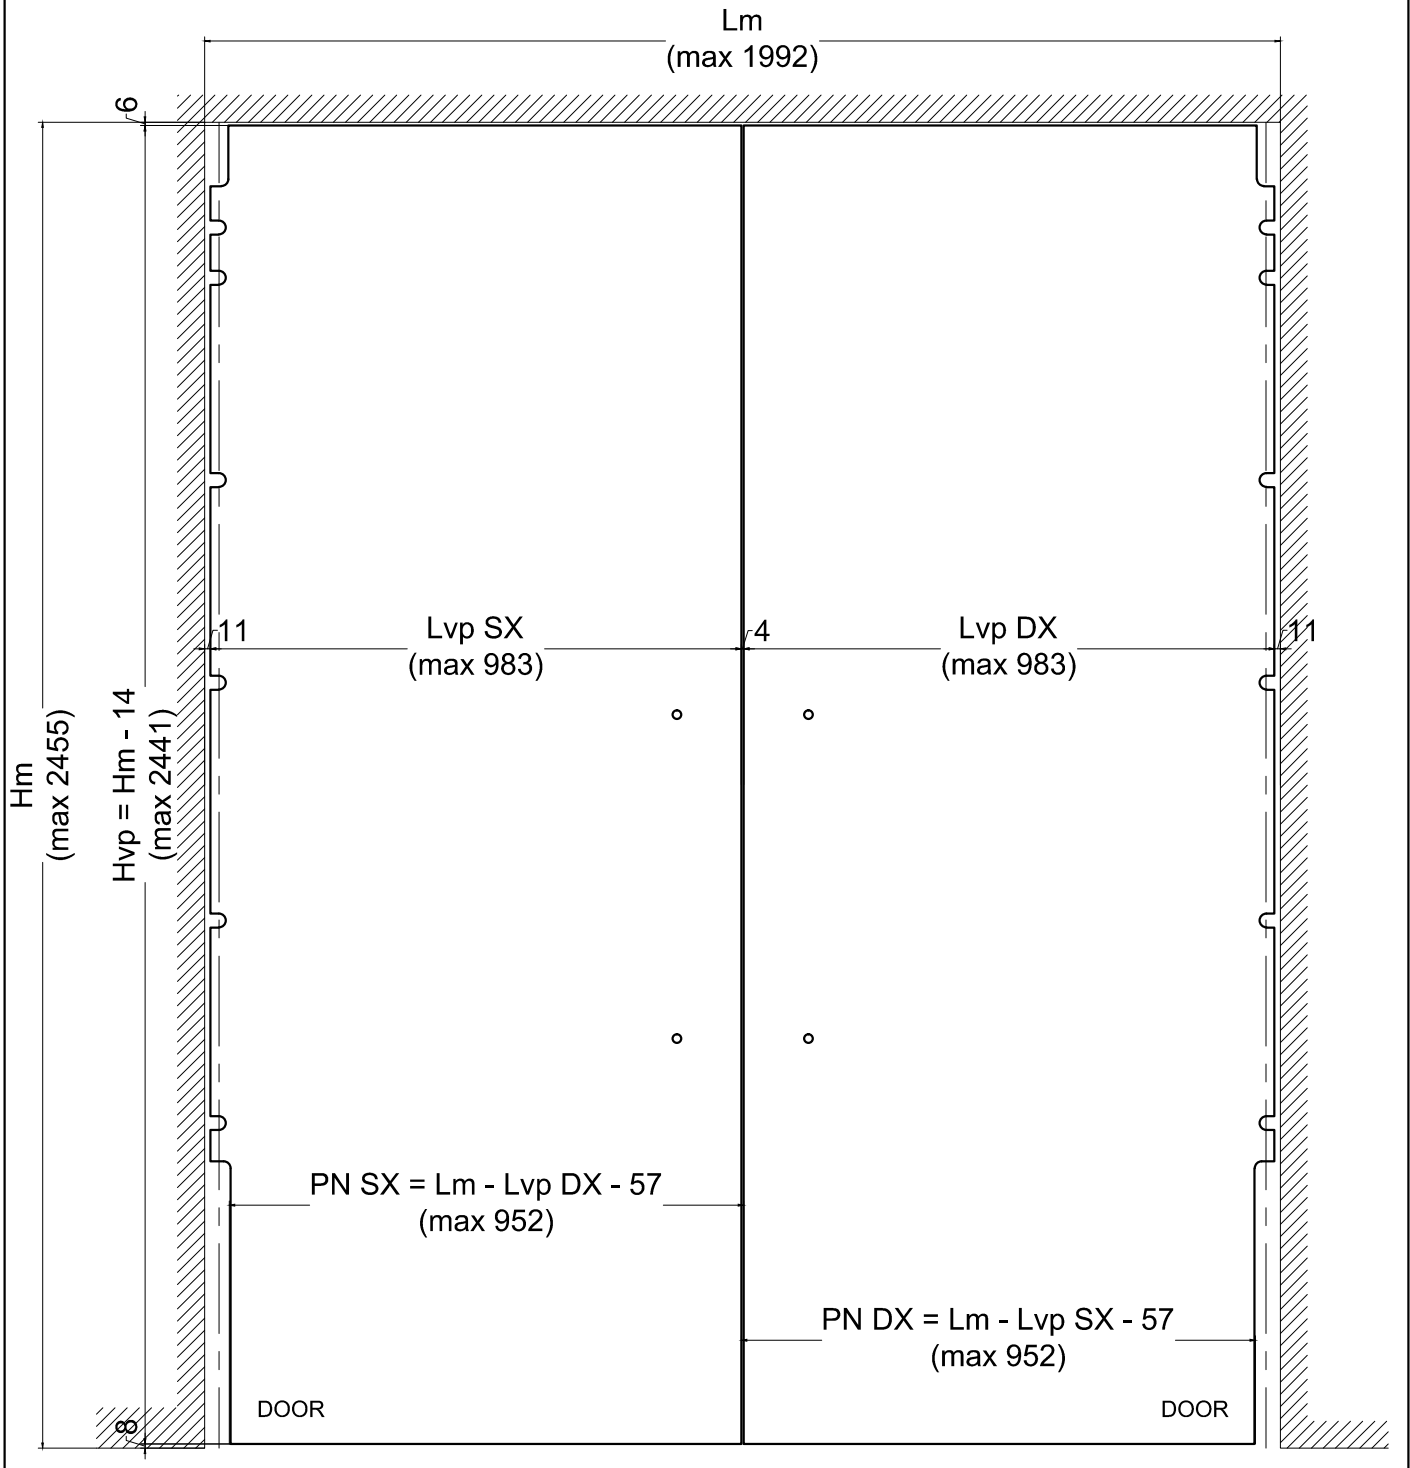 Lm
(max 1992)
6
11
Lvp SX
(max 983)
4
Lvp DX
(max 983)
11
Hm
(max 2455)
Hvp = Hm - 14
(max 2441)
PN SX = Lm - Lvp DX - 57
(max 952)
PN DX = Lm - Lvp SX - 57
(max 952)
DOOR
DOOR
8